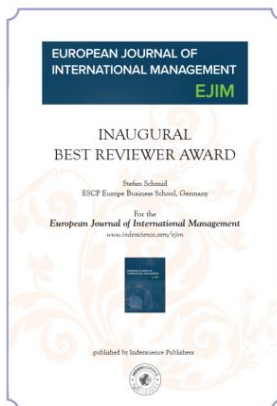 EUROPEAN JOURNAL OF
INTERNATIONAL MANAGEMENT
EJIM
INAUGURAL
BEST REVIEWER AWARD
Stefan Schmid
ESCP Europe Business School, Germany
For the
European Journal of International Management
www.inderscience.com/ejim
published by Inderscience Publishers